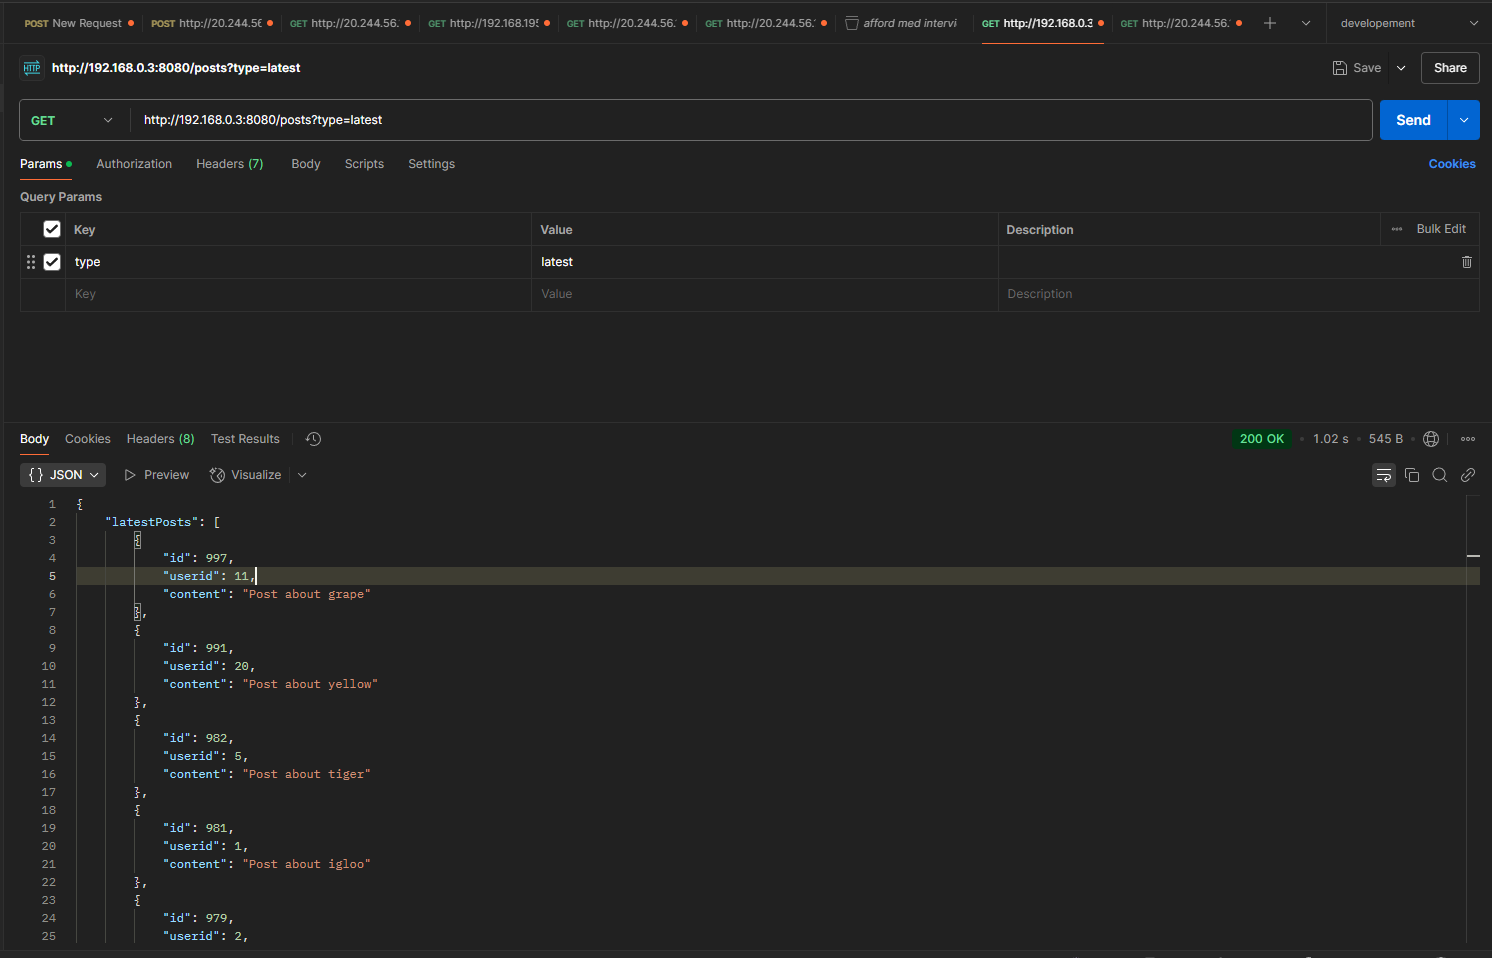 POST New Request POST http://20.244.56 GET http://20.244.56. GET http://192.168.195 GET http://20.244.56. GET http://20.244.56. afford med intervi GET http://192.168.0.3 GET http://20.244.56. developement
HTTP http://192.168.0.3:8080/posts?type=latest Save Share
GET http://192.168.0.3:8080/posts?type=latest Send
Params Authorization Headers (7) Body Scripts Settings Cookies
Query Params
Key Value Description Bulk Edit
type latest
Key Value Description
Body Cookies Headers (8) Test Results 200 OK 1.02 s 545 B
{} JSON Preview Visualize
1 {
2 "latestPosts": [
3 {
4 "id": 997,
5 "userid": 11,
6 "content": "Post about grape"
7 },
8 {
9 "id": 991,
10 "userid": 20,
11 "content": "Post about yellow"
12 },
13 {
14 "id": 982,
15 "userid": 5,
16 "content": "Post about tiger"
17 },
18 {
19 "id": 981,
20 "userid": 1,
21 "content": "Post about igloo"
22 },
23 {
24 "id": 979,
25 "userid": 2,